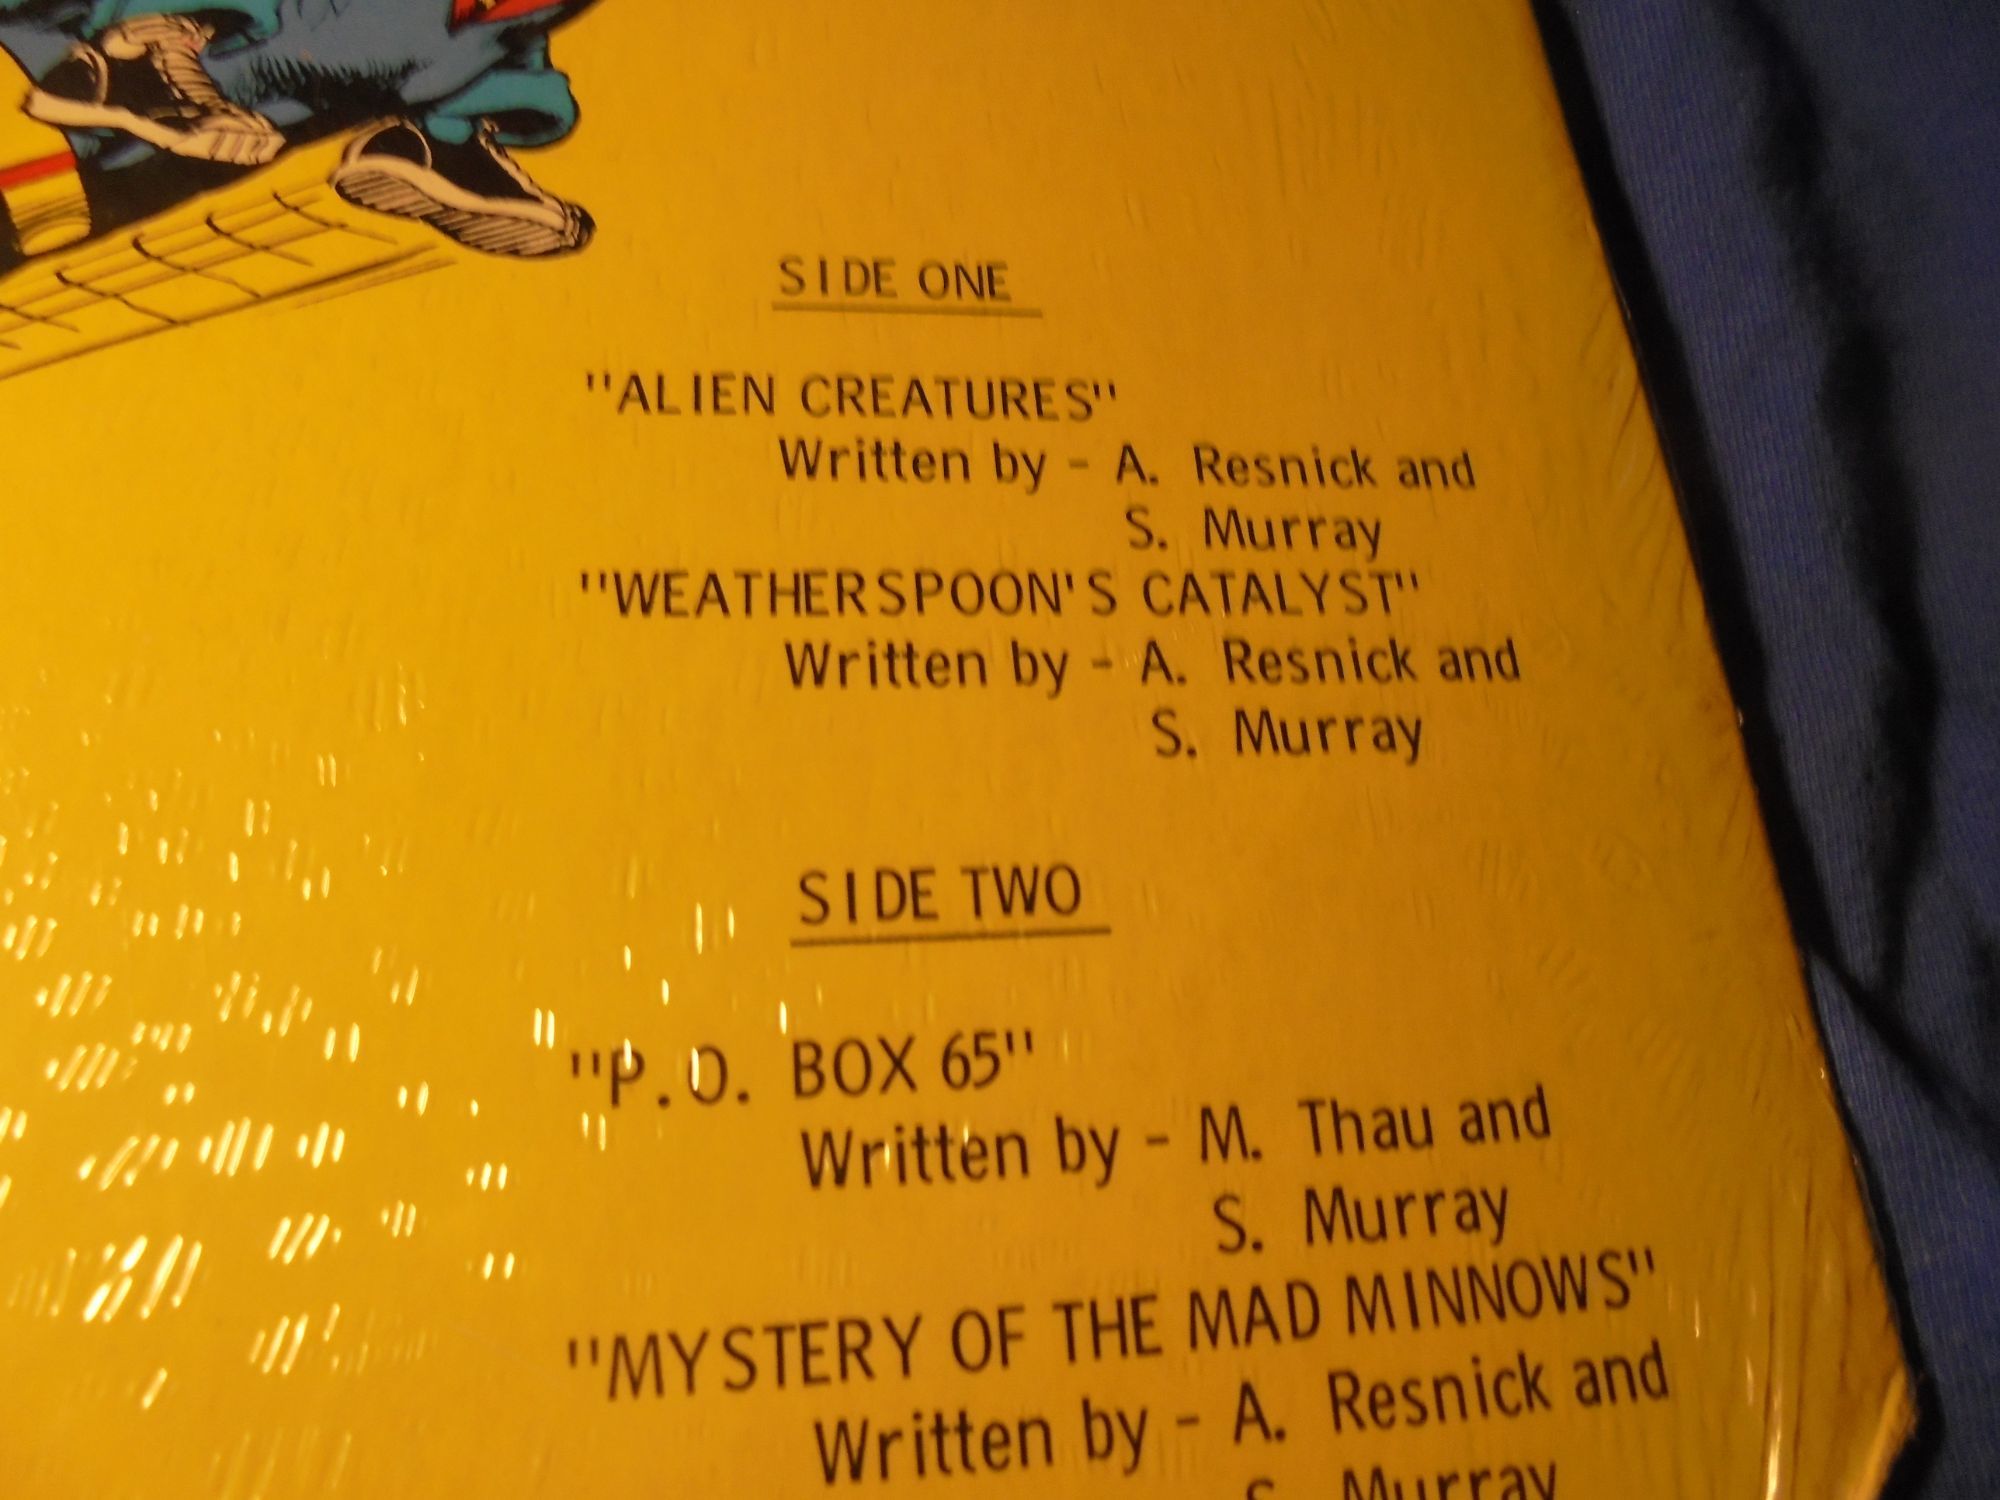 SIDE ONE
"ALIEN CREATURES"
Written by - A. Resnick and
S. Murray
"WEATHERSPOON'S CATALYST"
Written by - A. Resnick and
S. Murray
SIDE TWO
"P.O. BOX 65"
Written by - M. Thau and
S. Murray
"MYSTERY OF THE MAD MINNOWS"
Written by - A. Resnick and
S. Murray